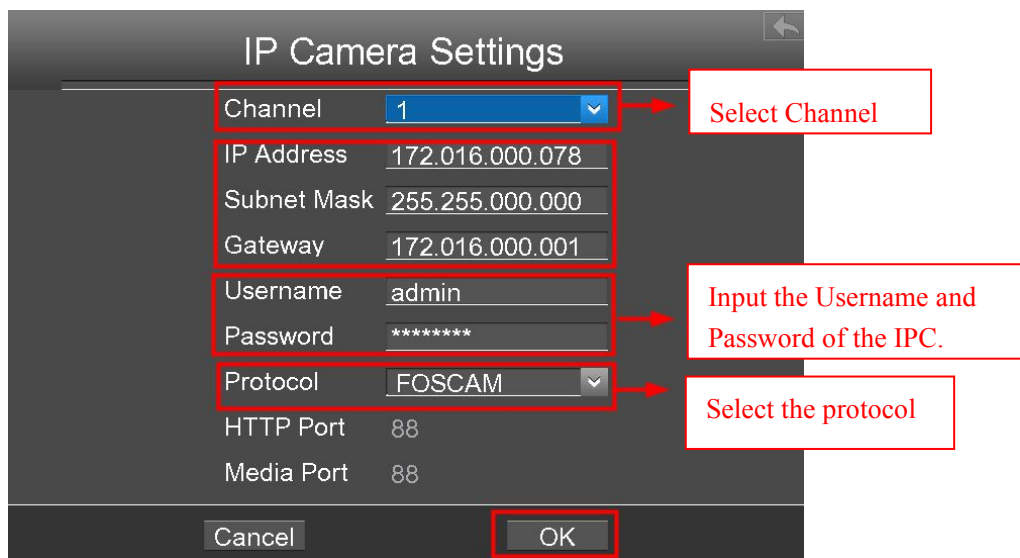 IP Camera Settings
Channel 1
Select Channel
IP Address 172.016.000.078
Subnet Mask 255.255.000.000
Gateway 172.016.000.001
Username admin
Password ********
Input the Username and
Password of the IPC.
Protocol FOSCAM
Select the protocol
HTTP Port 88
Media Port 88
Cancel OK